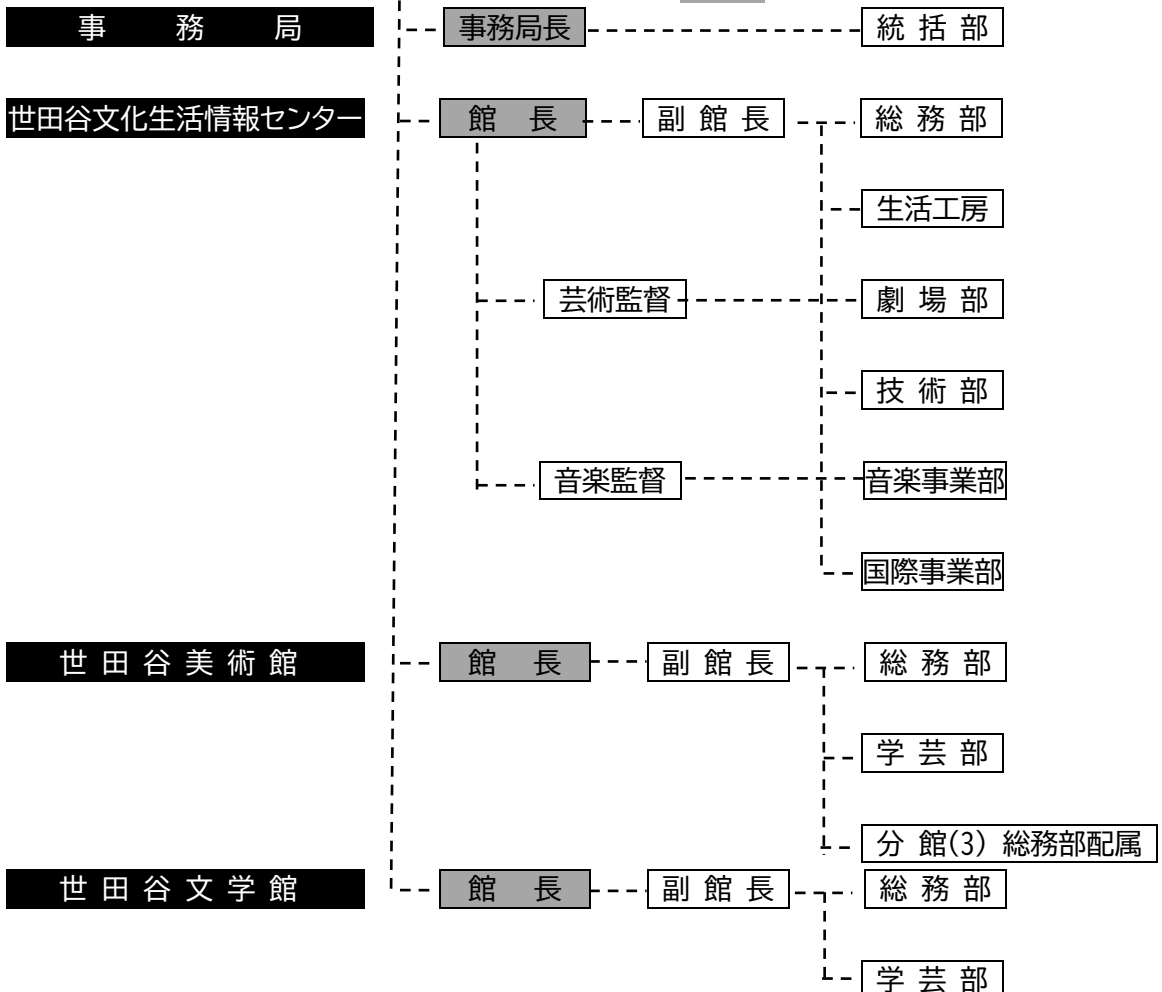 事 務 局 事務局長 統 括 部
世田谷文化生活情報センター 館 長 副 館 長 総 務 部
生活工房
芸術監督 劇 場 部
技 術 部
音楽監督 音楽事業部
国際事業部
世 田 谷 美 術 館 館 長 副 館 長 総 務 部
学 芸 部
分 館(3) 総務部配属
世 田 谷 文 学 館 館 長 副 館 長 総 務 部
学 芸 部